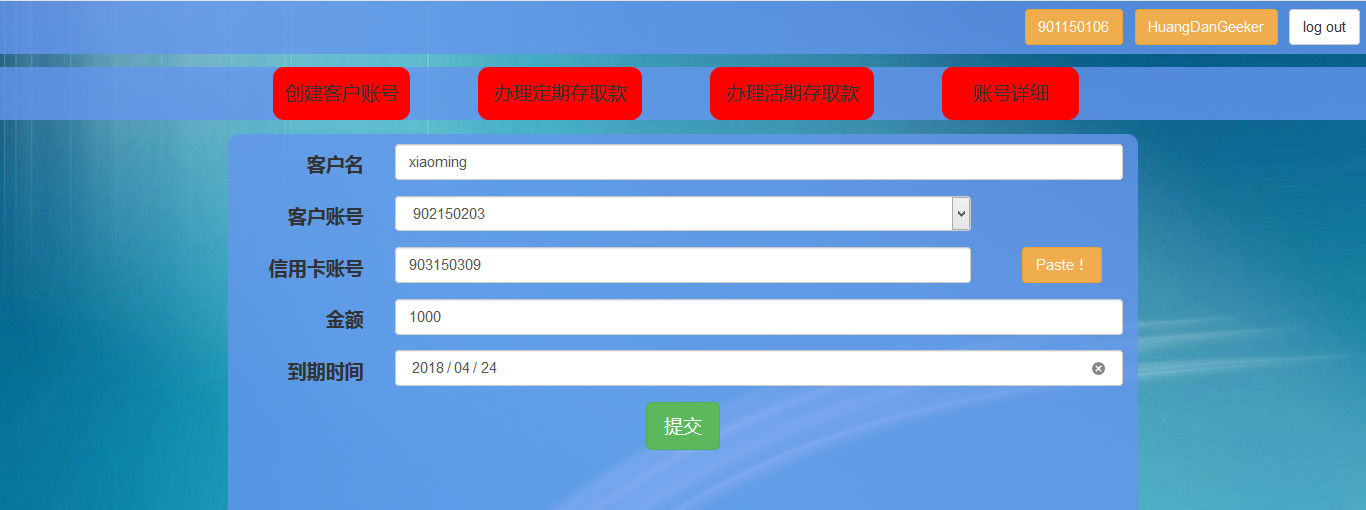 901150106 HuangDanGeeker log out
创建客户账号 办理定期存取款 办理活期存取款 账号详细
客户名 xiaoming
客户账号 902150203
信用卡账号 903150309 Paste！
金额 1000
到期时间 2018 / 04 / 24
提交